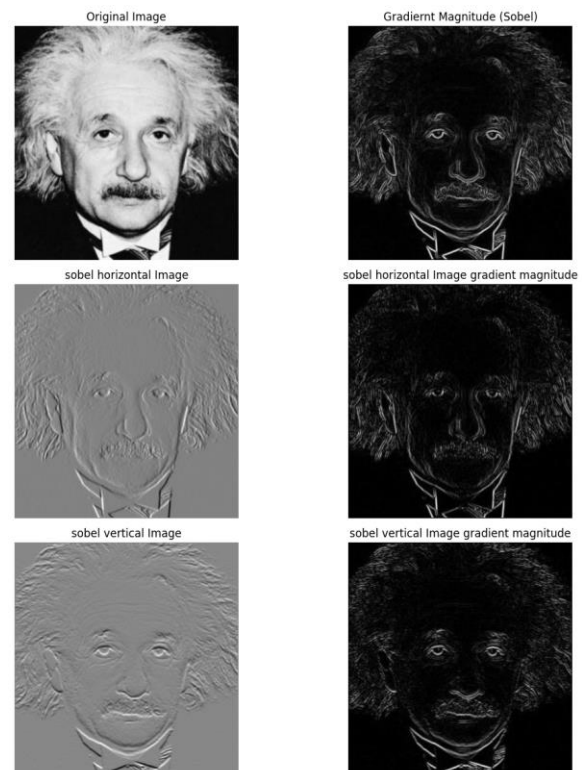 Original Image
Gradiernt Magnitude (Sobel)
sobel horizontal Image
sobel horizontal Image gradient magnitude
sobel vertical Image
sobel vertical Image gradient magnitude